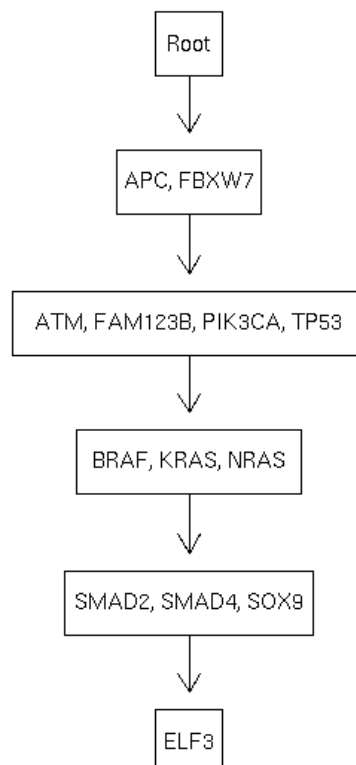 Root
APC, FBXW7
ATM, FAM123B, PIK3CA, TP53
BRAF, KRAS, NRAS
SMAD2, SMAD4, SOX9
ELF3